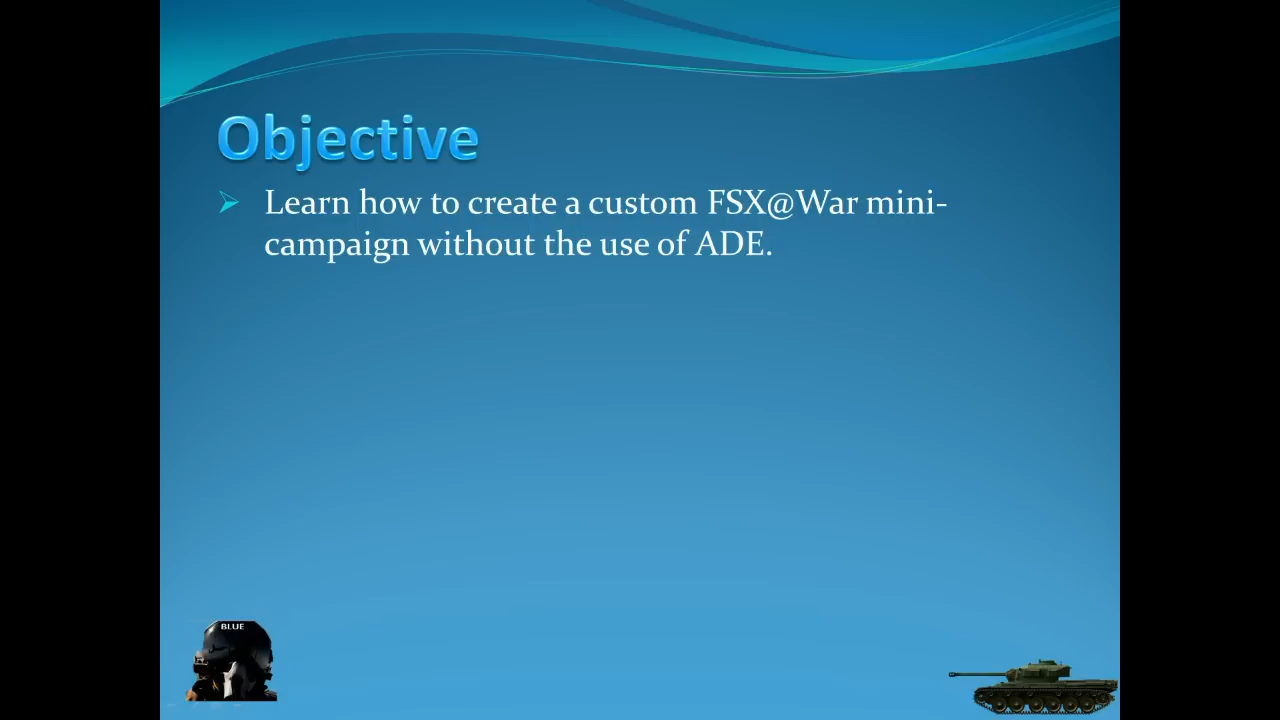 Objective
Learn how to create a custom FSX@War mini-
campaign without the use of ADE.
BLUE